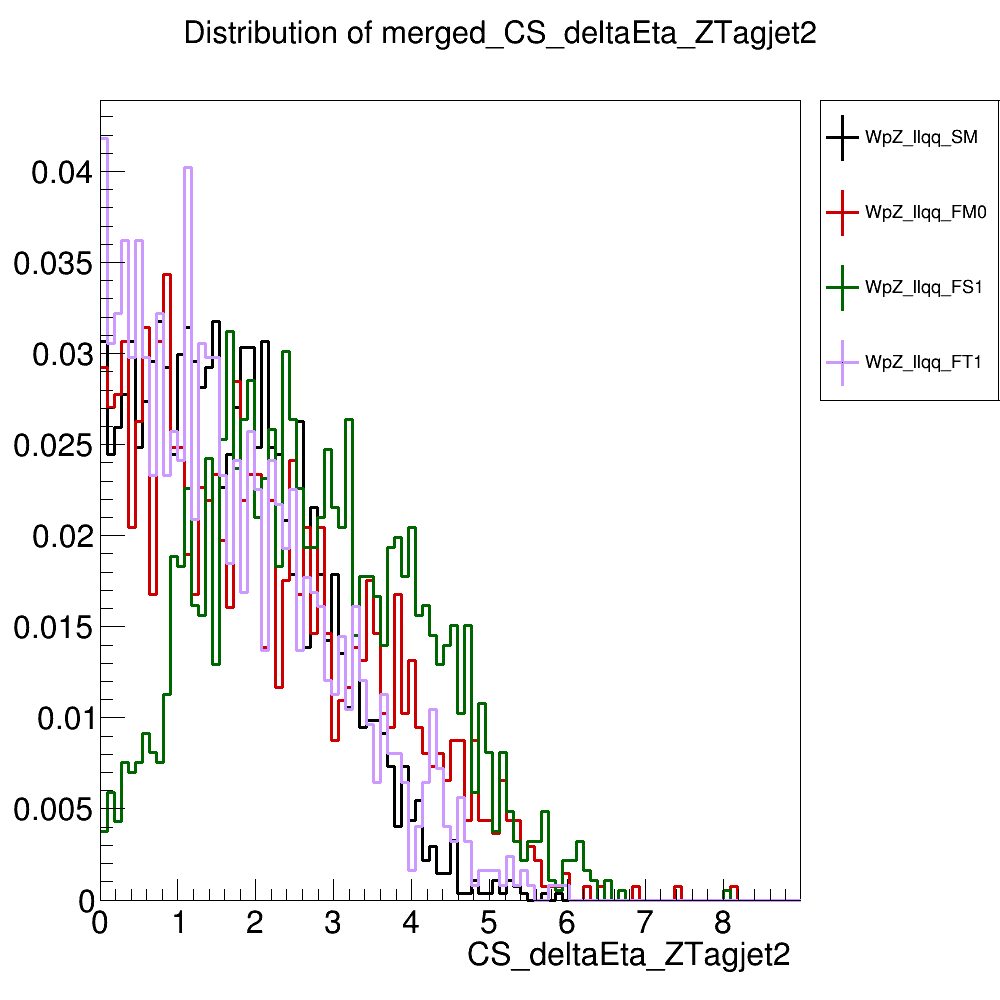 Distribution of merged_CS_deltaEta_ZTagjet2
WpZ_llqq_SM
WpZ_llqq_FM0
WpZ_llqq_FS1
WpZ_llqq_FT1
0.04
0.035
0.03
0.025
0.02
0.015
0.01
0.005
0
0 1 2 3 4 5 6 7 8
CS_deltaEta_ZTagjet2